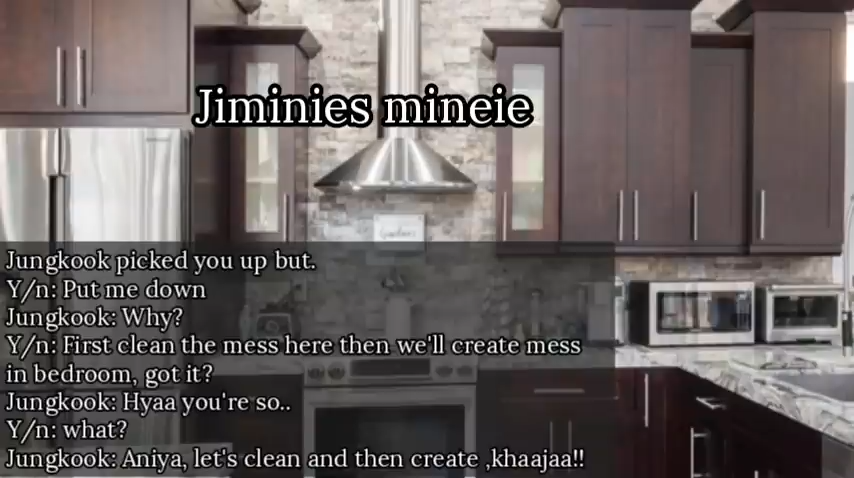 Jiminies mineie
Jungkook picked you up but.
Y/n: Put me down
Jungkook: Why?
Y/n: First clean the mess here then we'll create mess
in bedroom, got it?
Jungkook: Hyaa you're so..
Y/n: what?
Jungkook: Aniya, let's clean and then create ,khaajaa!!